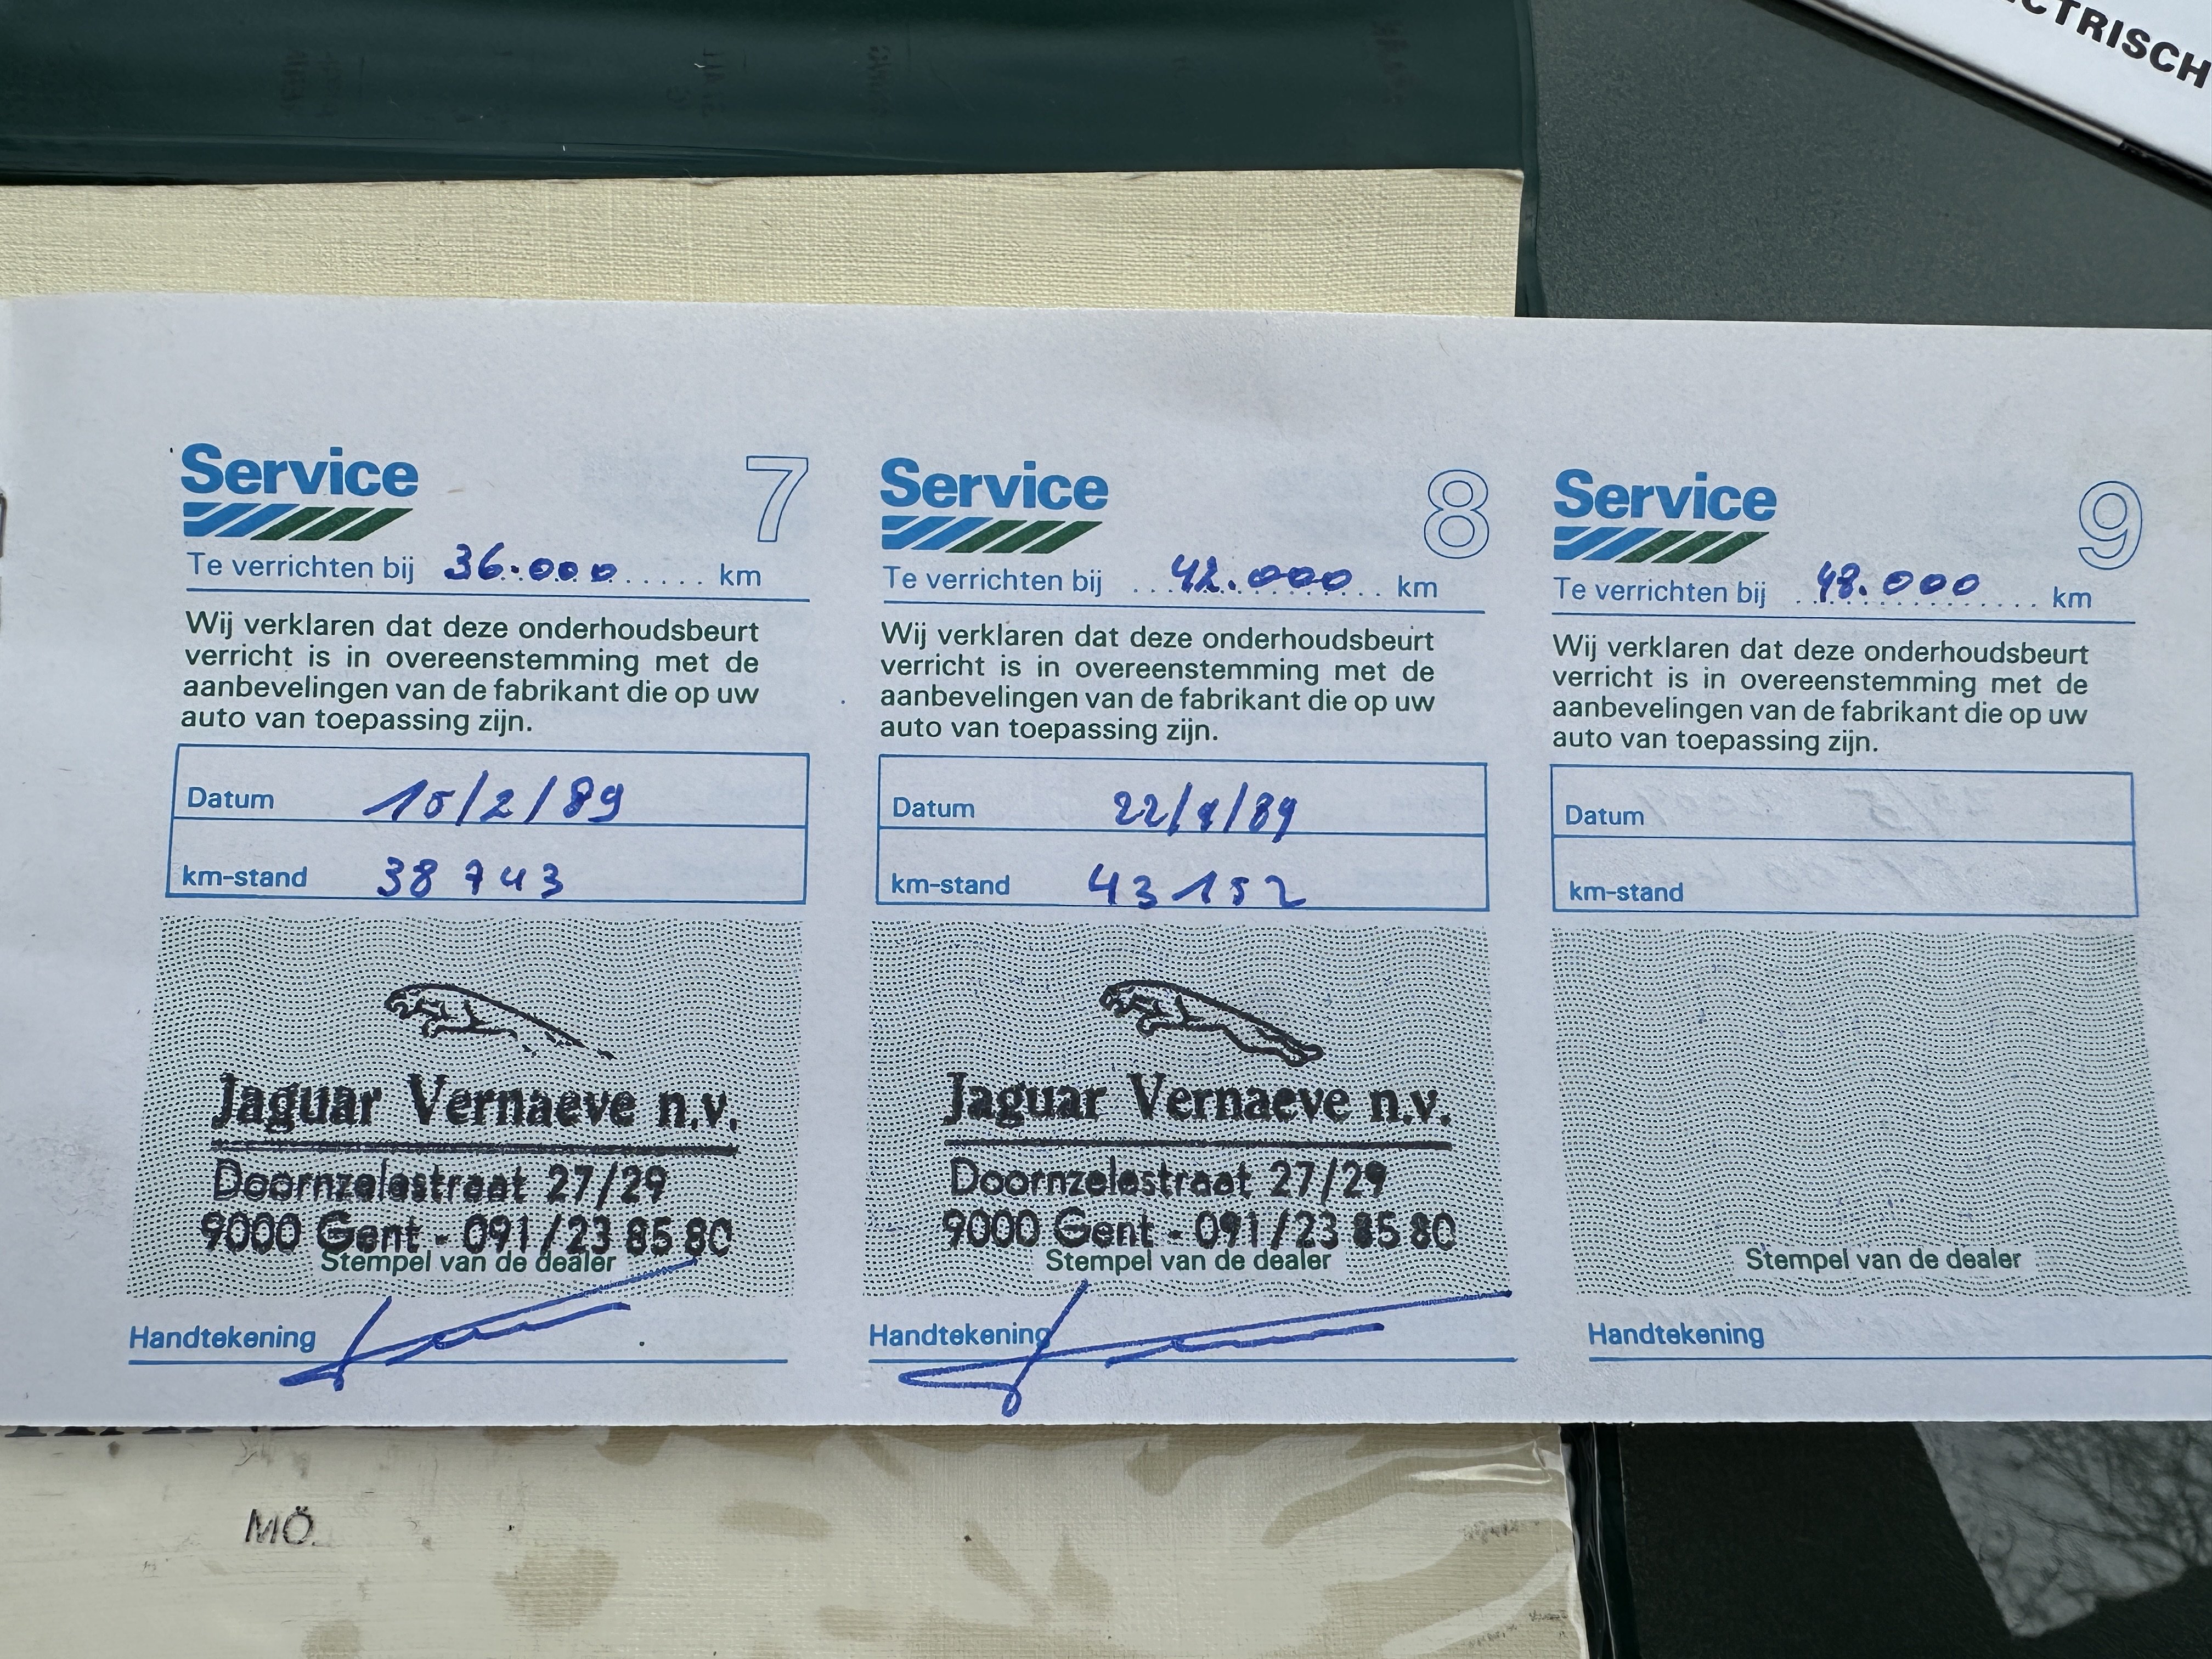 CTRISCH
Service 7
Te verrichten bij 36.000 km
Wij verklaren dat deze onderhoudsbeurt
verricht is in overeenstemming met de
aanbevelingen van de fabrikant die op uw
auto van toepassing zijn.
Datum 15/2/89
km-stand 38743
Jaguar Vernaeve n.v.
Doornzelestraat 27/29
9000 Gent - 091/23 85 80
Stempel van de dealer
Handtekening
Service 8
Te verrichten bij 42.000 km
Wij verklaren dat deze onderhoudsbeurt
verricht is in overeenstemming met de
aanbevelingen van de fabrikant die op uw
auto van toepassing zijn.
Datum 22/9/89
km-stand 43152
Jaguar Vernaeve n.v.
Doornzelestraat 27/29
9000 Gent - 091/23 85 80
Stempel van de dealer
Handtekening
Service 9
Te verrichten bij 48.000 km
Wij verklaren dat deze onderhoudsbeurt
verricht is in overeenstemming met de
aanbevelingen van de fabrikant die op uw
auto van toepassing zijn.
Datum
km-stand
Stempel van de dealer
Handtekening
MÖ